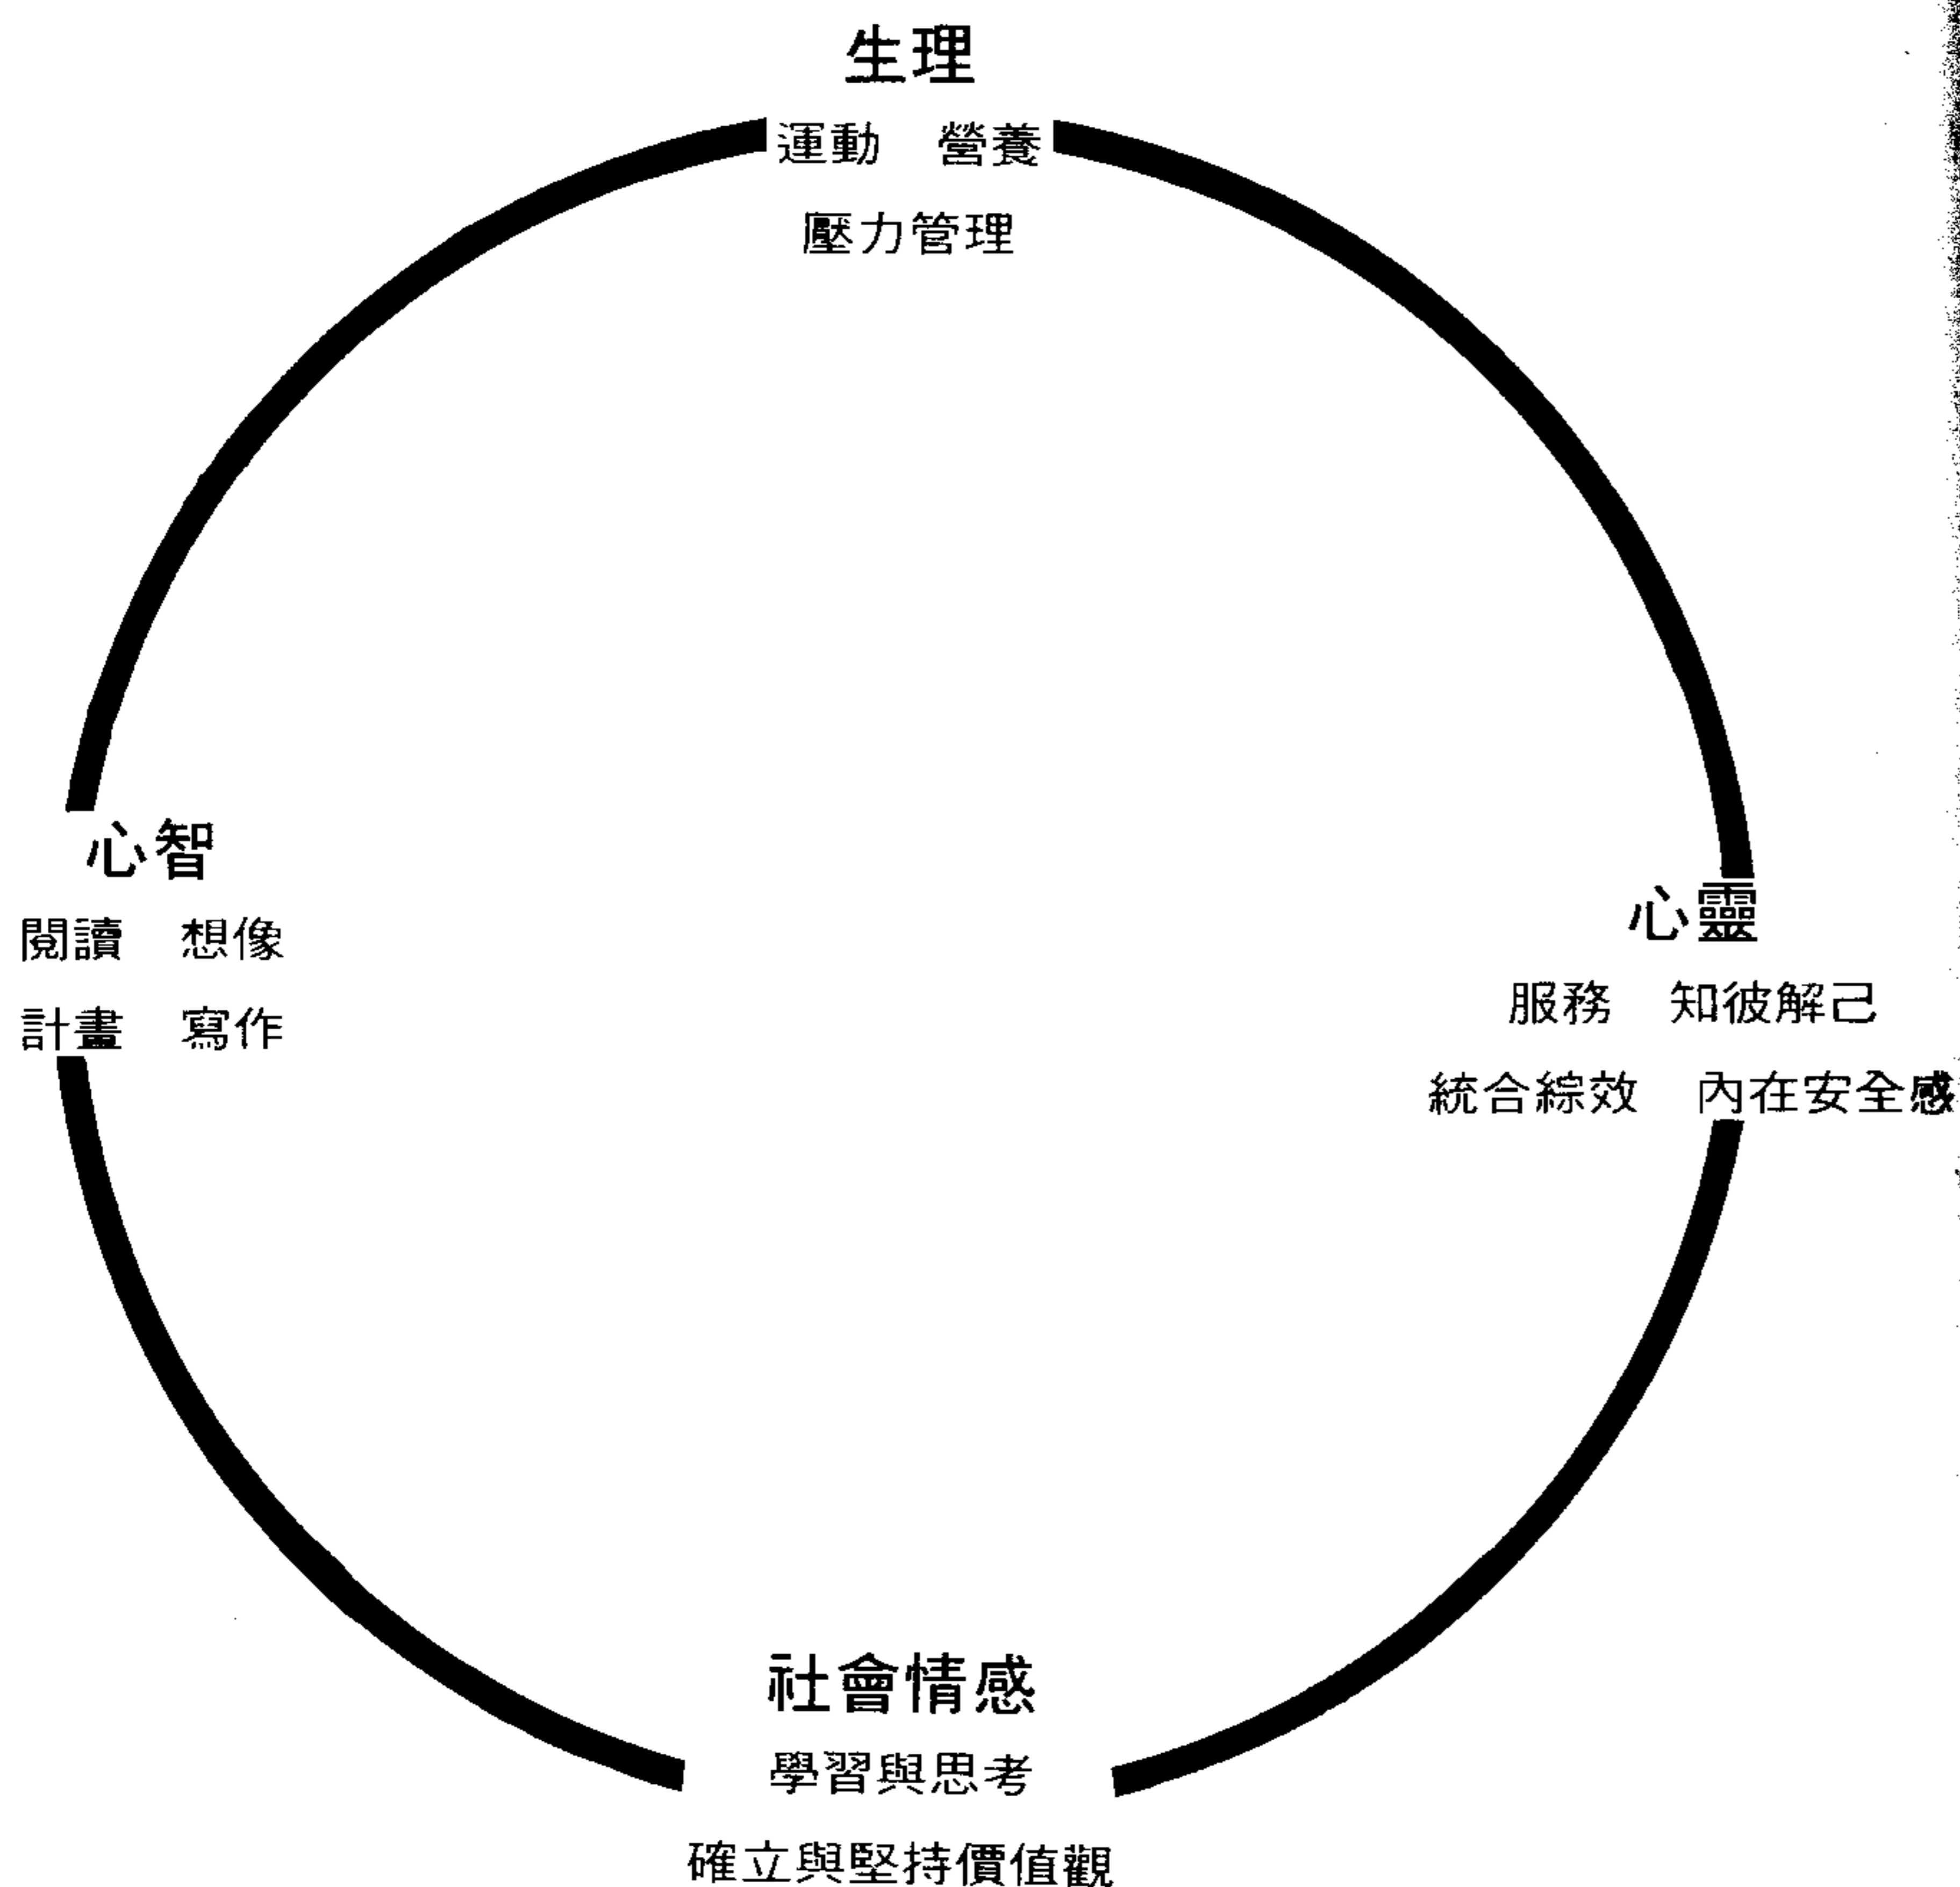 生理
運動 營養
壓力管理
心智
閱讀 想像
計畫 寫作
心靈
服務 知彼解己
統合綜效 內在安全感
社會情感
學習與思考
確立與堅持價值觀